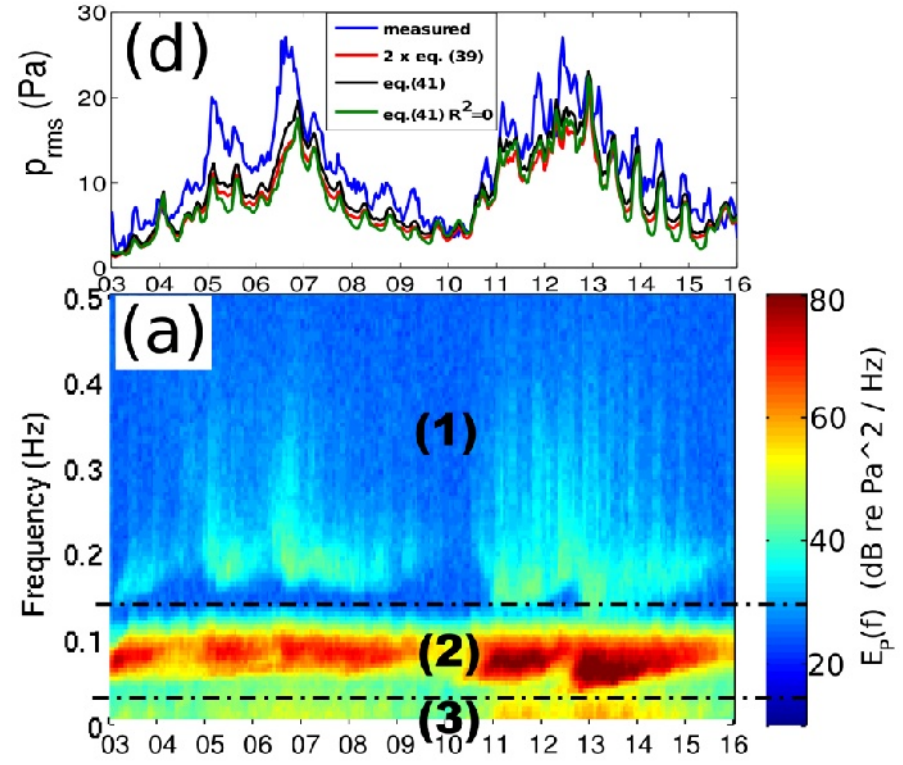 30
20
10
0
p_rms (Pa)
(d)
measured
2 x eq. (39)
eq.(41)
eq.(41) R^2=0
03 04 05 06 07 08 09 10 11 12 13 14 15 16
0.5
0.4
0.3
0.2
0.1
0
Frequency (Hz)
(a)
(1)
(2)
(3)
03 04 05 06 07 08 09 10 11 12 13 14 15 16
80
60
40
20
E_P(f) (dB re Pa^2 / Hz)